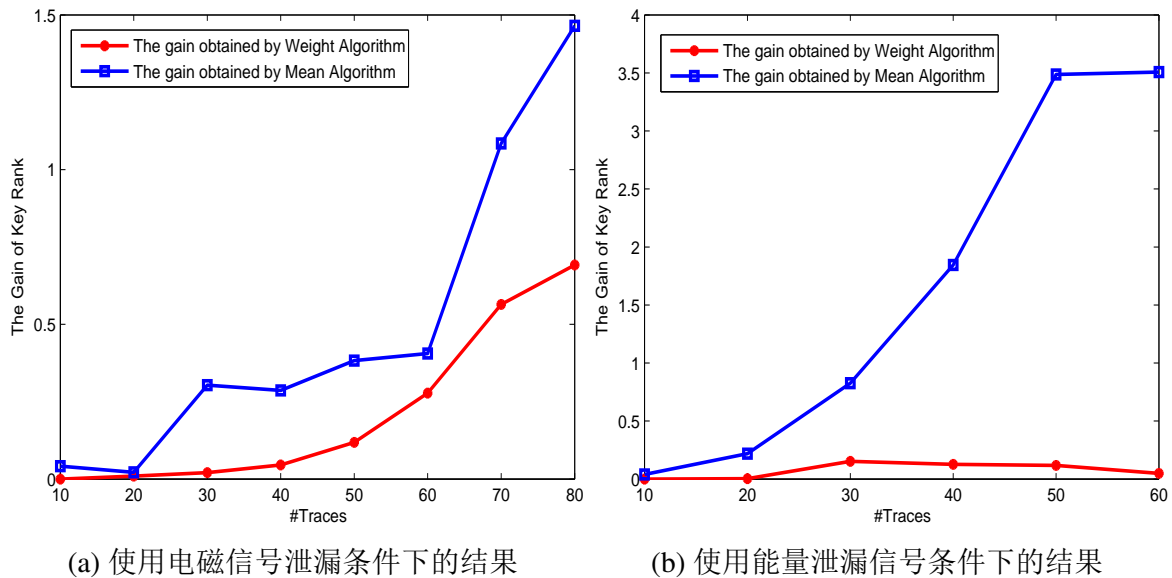 The gain obtained by Weight Algorithm
The gain obtained by Mean Algorithm
The Gain of Key Rank
1.5
1
0.5
0
10 20 30 40 50 60 70 80
#Traces
(a) 使用电磁信号泄漏条件下的结果
The gain obtained by Weight Algorithm
The gain obtained by Mean Algorithm
The Gain of Key Rank
4
3.5
3
2.5
2
1.5
1
0.5
0
10 20 30 40 50 60
#Traces
(b) 使用能量泄漏信号条件下的结果